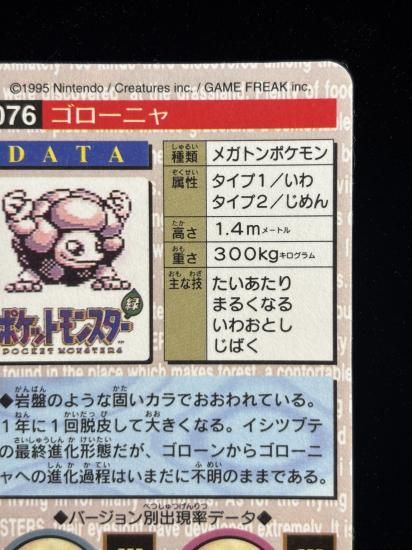 ©1995 Nintendo / Creatures inc. / GAME FREAK inc.
076 ゴローニャ
DATA
種類 メガトンポケモン
属性 タイプ1/いわ
タイプ2/じめん
高さ 1.4mメートル
重さ 300kgキログラム
主な技 たいあたり
まるくなる
いわおとし
じばく
緑
ポケットモンスター
POCKET MONSTERS
◆岩盤のような固いカラでおおわれている。
1年に1回脱皮して大きくなる。イシツブテ
の最終進化形態だが、ゴローンからゴローニ
ャへの進化過程はいまだに不明のままである。
◆バージョン別出現率データ◆